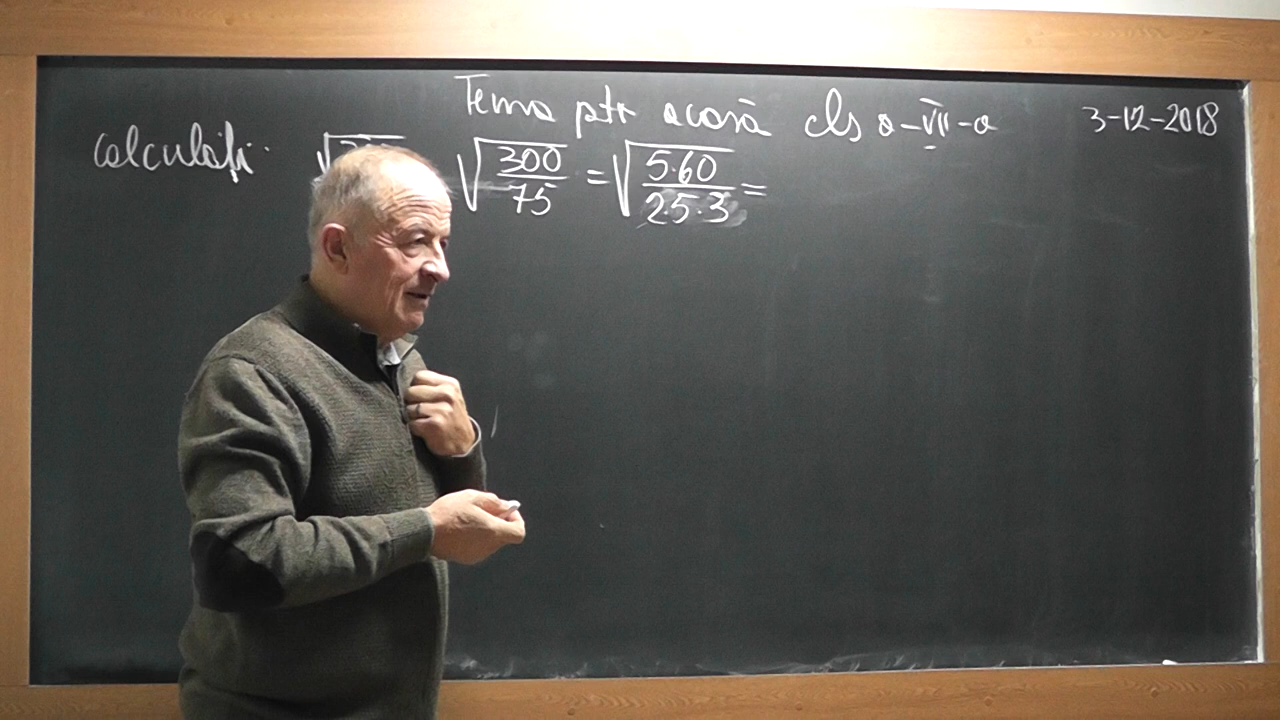 Tema ptr acasă cls a-VII-a 3-12-2018
Calculați: √300/75 = √5·60/25·3 =